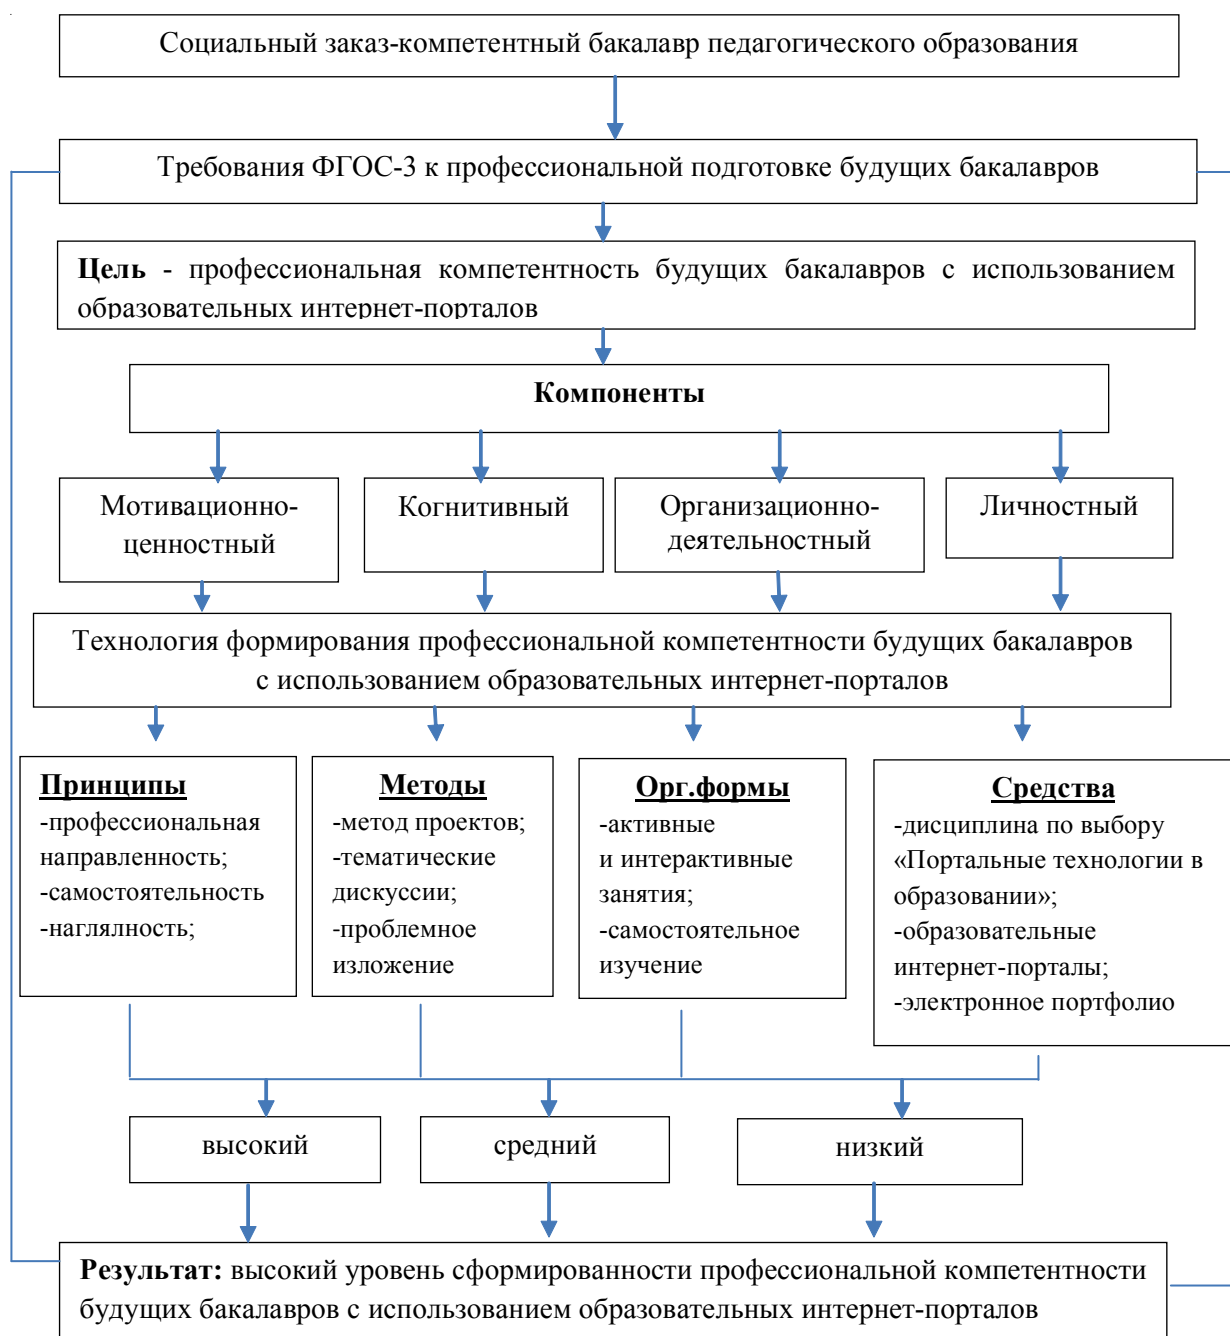 Социальный заказ-компетентный бакалавр педагогического образования
Требования ФГОС-3 к профессиональной подготовке будущих бакалавров
Цель - профессиональная компетентность будущих бакалавров с использованием
образовательных интернет-порталов
Компоненты
Мотивационно-
ценностный
Когнитивный
Организационно-
деятельностный
Личностный
Технология формирования профессиональной компетентности будущих бакалавров
с использованием образовательных интернет-порталов
Принципы
-профессиональная
направленность;
-самостоятельность
-наглялность;
Методы
-метод проектов;
-тематические
дискуссии;
-проблемное
изложение
Орг.формы
-активные
и интерактивные
занятия;
-самостоятельное
изучение
Средства
-дисциплина по выбору
«Портальные технологии в
образовании»;
-образовательные
интернет-порталы;
-электронное портфолио
высокий
средний
низкий
Результат: высокий уровень сформированности профессиональной компетентности
будущих бакалавров с использованием образовательных интернет-порталов